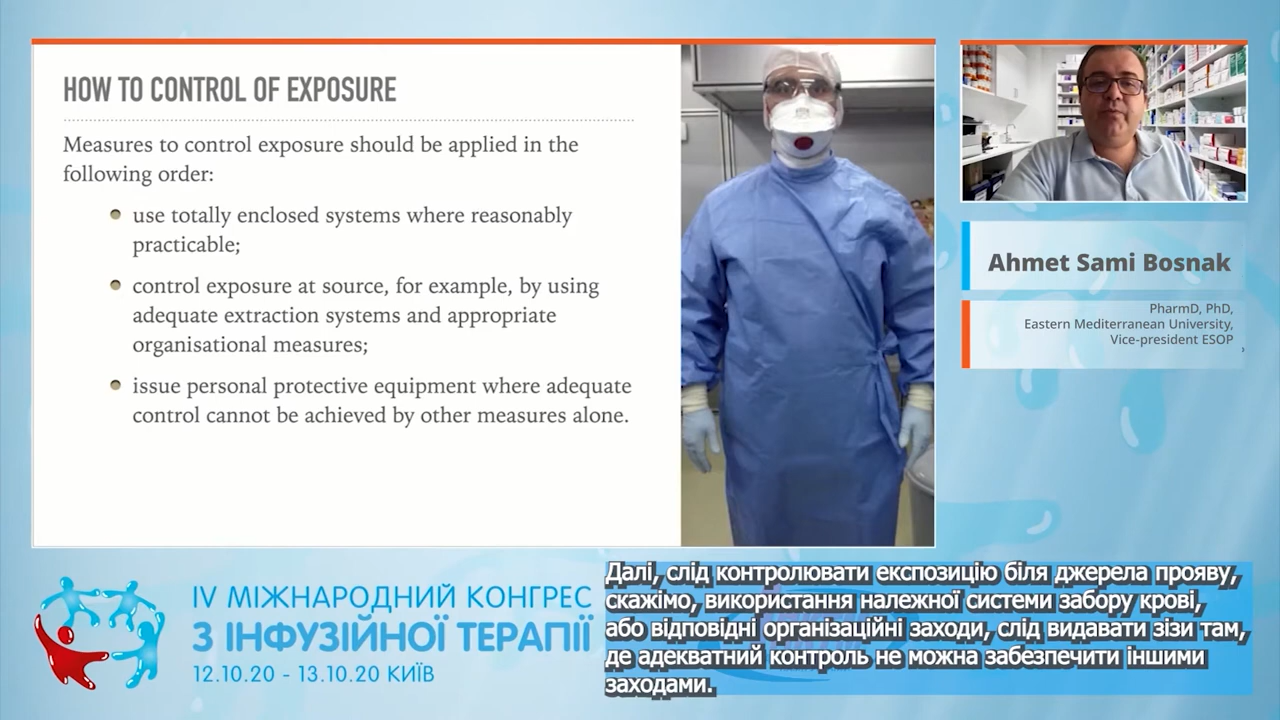 HOW TO CONTROL OF EXPOSURE
Measures to control exposure should be applied in the
following order:
use totally enclosed systems where reasonably
practicable;
control exposure at source, for example, by using
adequate extraction systems and appropriate
organisational measures;
issue personal protective equipment where adequate
control cannot be achieved by other measures alone.
Ahmet Sami Bosnak
PharmD, PhD,
Eastern Mediterranean University,
Vice-president ESOP
IV МІЖНАРОДНИЙ КОНГРЕС
З ІНФУЗІЙНОЇ ТЕРАПІЇ
12.10.20 - 13.10.20 КИЇВ
Далі, слід контролювати експозицію біля джерела прояву,
скажімо, використання належної системи забору крові,
або відповідні організаційні заходи, слід видавати зізи там,
де адекватний контроль не можна забезпечити іншими
заходами.